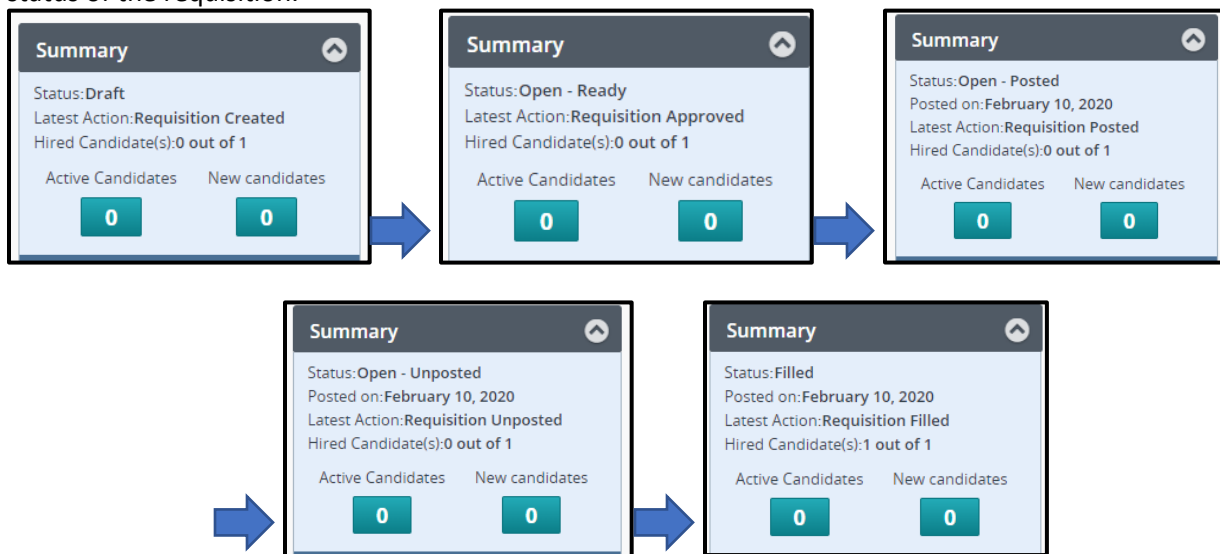 status of the requisition.
Summary
Status:Draft
Latest Action:Requisition Created
Hired Candidate(s):0 out of 1
Active Candidates New candidates
0 0
Summary
Status:Open - Ready
Latest Action:Requisition Approved
Hired Candidate(s):0 out of 1
Active Candidates New candidates
0 0
Summary
Status:Open - Posted
Posted on:February 10, 2020
Latest Action:Requisition Posted
Hired Candidate(s):0 out of 1
Active Candidates New candidates
0 0
Summary
Status:Open - Unposted
Posted on:February 10, 2020
Latest Action:Requisition Unposted
Hired Candidate(s):0 out of 1
Active Candidates New candidates
0 0
Summary
Status:Filled
Posted on:February 10, 2020
Latest Action:Requisition Filled
Hired Candidate(s):1 out of 1
Active Candidates New candidates
0 0